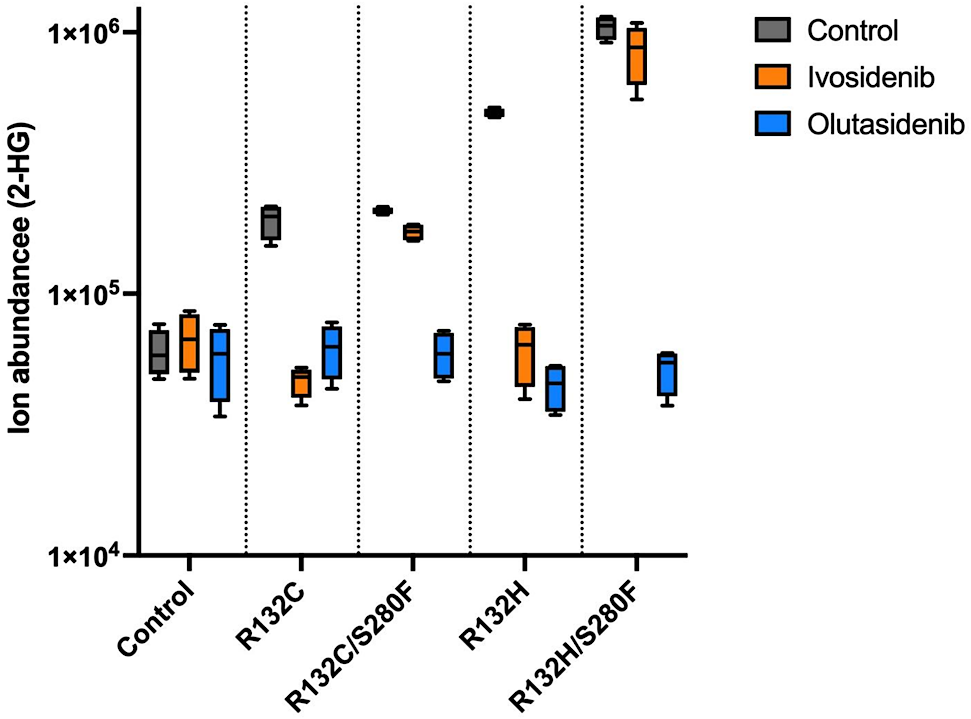 Ion abundancee (2-HG)
1×10⁶
1×10⁵
1×10⁴
Control
R132C
R132C/S280F
R132H
R132H/S280F
Control
Ivosidenib
Olutasidenib